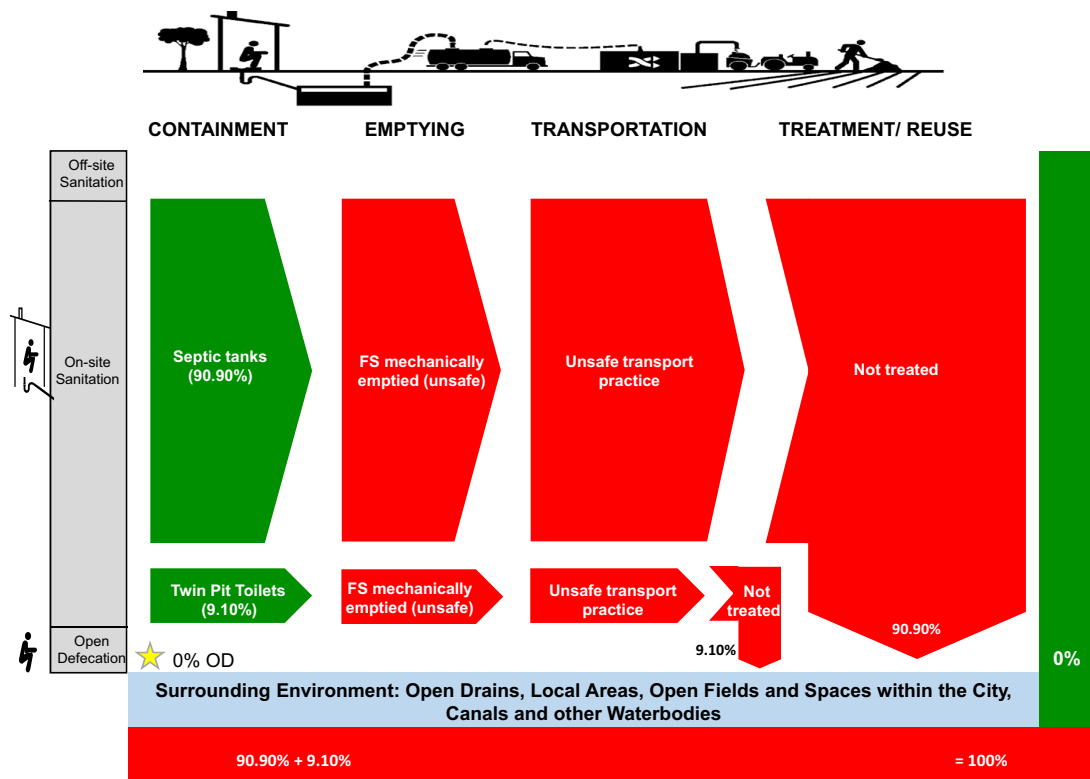 CONTAINMENT
EMPTYING
TRANSPORTATION
TREATMENT/ REUSE
Off-site
Sanitation
On-site
Sanitation
Open
Defecation
Septic tanks
(90.90%)
FS mechanically
emptied (unsafe)
Unsafe transport
practice
Not treated
Twin Pit Toilets
(9.10%)
FS mechanically
emptied (unsafe)
Unsafe transport
practice
Not
treated
9.10%
90.90%
0% OD
0%
Surrounding Environment: Open Drains, Local Areas, Open Fields and Spaces within the City,
Canals and other Waterbodies
90.90% + 9.10%
= 100%